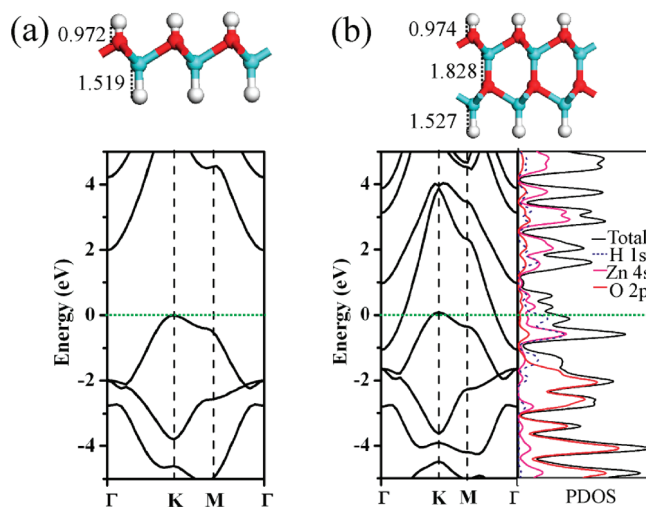 (a)
0.972
1.519
(b)
0.974
1.828
1.527
Energy (eV)
4
2
0
-2
-4
Γ K M Γ
Energy (eV)
4
2
0
-2
-4
Γ K M Γ
Total
H 1s
Zn 4s
O 2p
PDOS